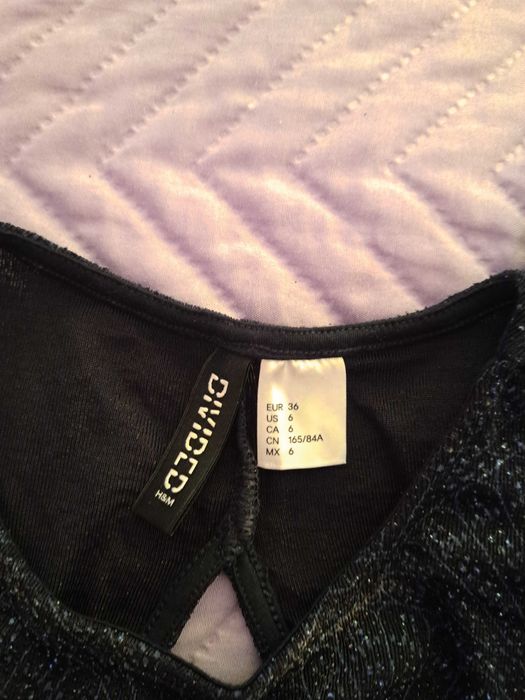 DIVIDED
H&M
EUR 36
US 6
CA 6
CN 165/84A
MX 6